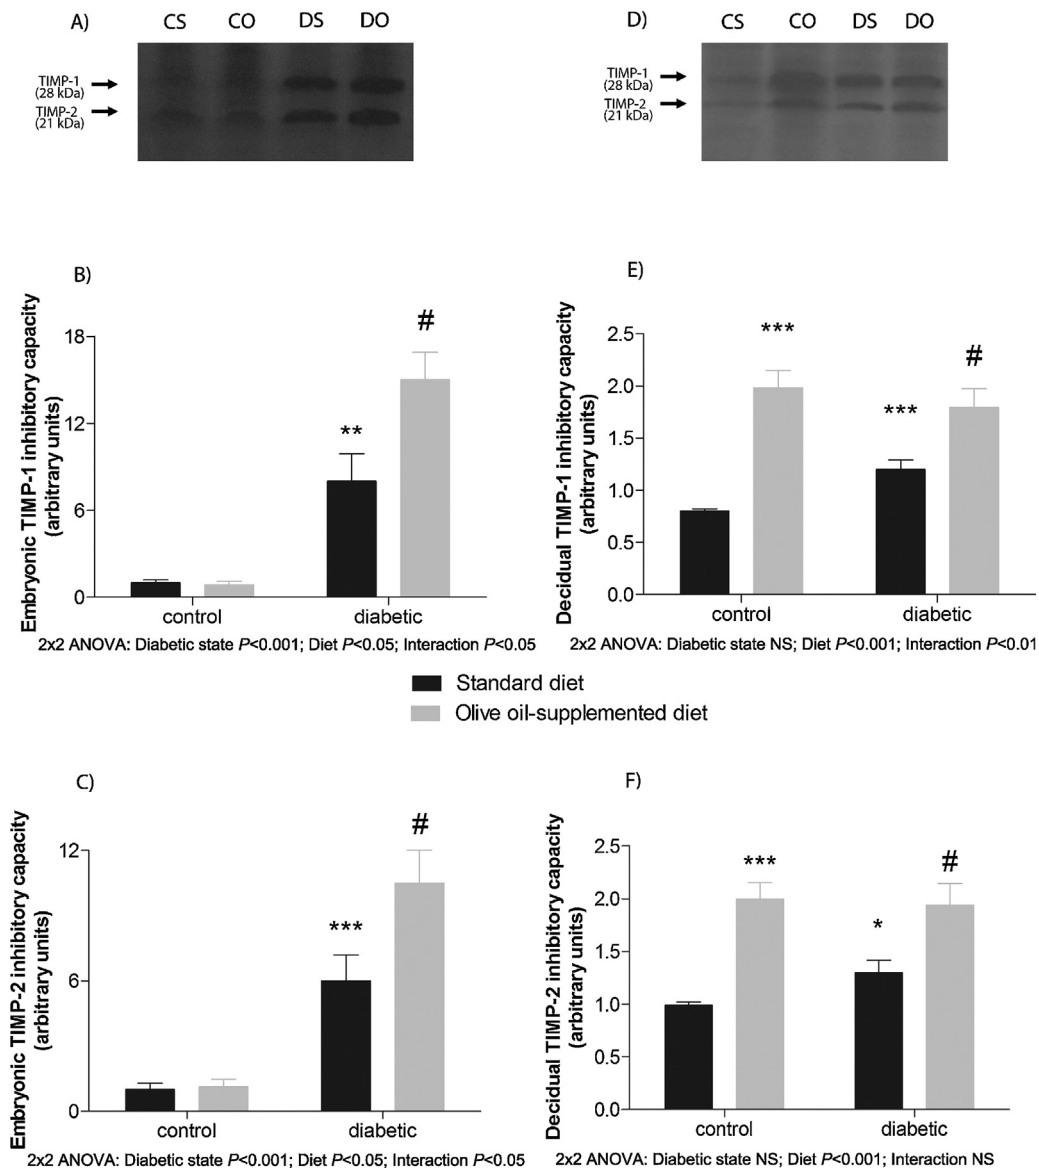 A) CS CO DS DO
TIMP-1
(28 kDa)
TIMP-2
(21 kDa)
D) CS CO DS DO
TIMP-1
(28 kDa)
TIMP-2
(21 kDa)
B)
Embryonic TIMP-1 inhibitory capacity
(arbitrary units)
18
12
6
0
**
#
control diabetic
2x2 ANOVA: Diabetic state P<0.001; Diet P<0.05; Interaction P<0.05
E)
Decidual TIMP-1 inhibitory capacity
(arbitrary units)
2.5
2.0
1.5
1.0
0.5
0.0
***
***
#
control diabetic
2x2 ANOVA: Diabetic state NS; Diet P<0.001; Interaction P<0.01
Standard diet
Olive oil-supplemented diet
C)
Embryonic TIMP-2 inhibitory capacity
(arbitrary units)
12
6
0
***
#
control diabetic
2x2 ANOVA: Diabetic state P<0.001; Diet P<0.05; Interaction P<0.05
F)
Decidual TIMP-2 inhibitory capacity
(arbitrary units)
2.5
2.0
1.5
1.0
0.5
0.0
***
*
#
control diabetic
2x2 ANOVA: Diabetic state NS; Diet P<0.001; Interaction NS